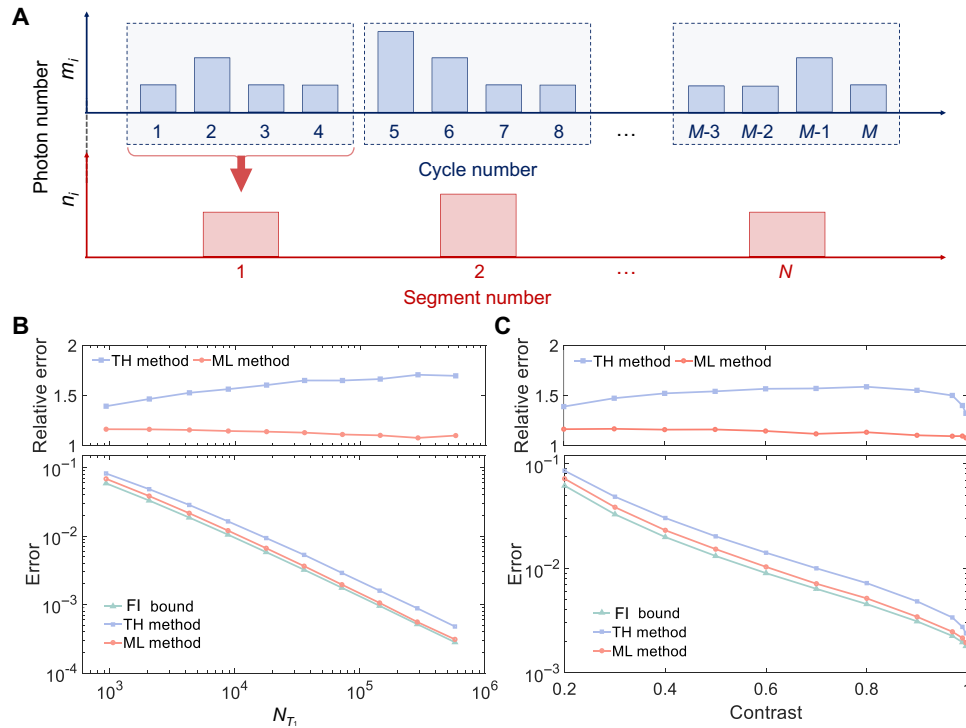 A
Photon number
m_i
1 2 3 4 5 6 7 8 ... M-3 M-2 M-1 M
Cycle number
n_i
1 2 ... N
Segment number
B
Relative error
2
1.5
1
TH method ML method
Error
10^-1
10^-2
10^-3
10^-4
FI bound
TH method
ML method
10^3 10^4 10^5 10^6
N_{T_1}
C
Relative error
2
1.5
1
TH method ML method
Error
10^-1
10^-2
10^-3
FI bound
TH method
ML method
0.2 0.4 0.6 0.8 1
Contrast